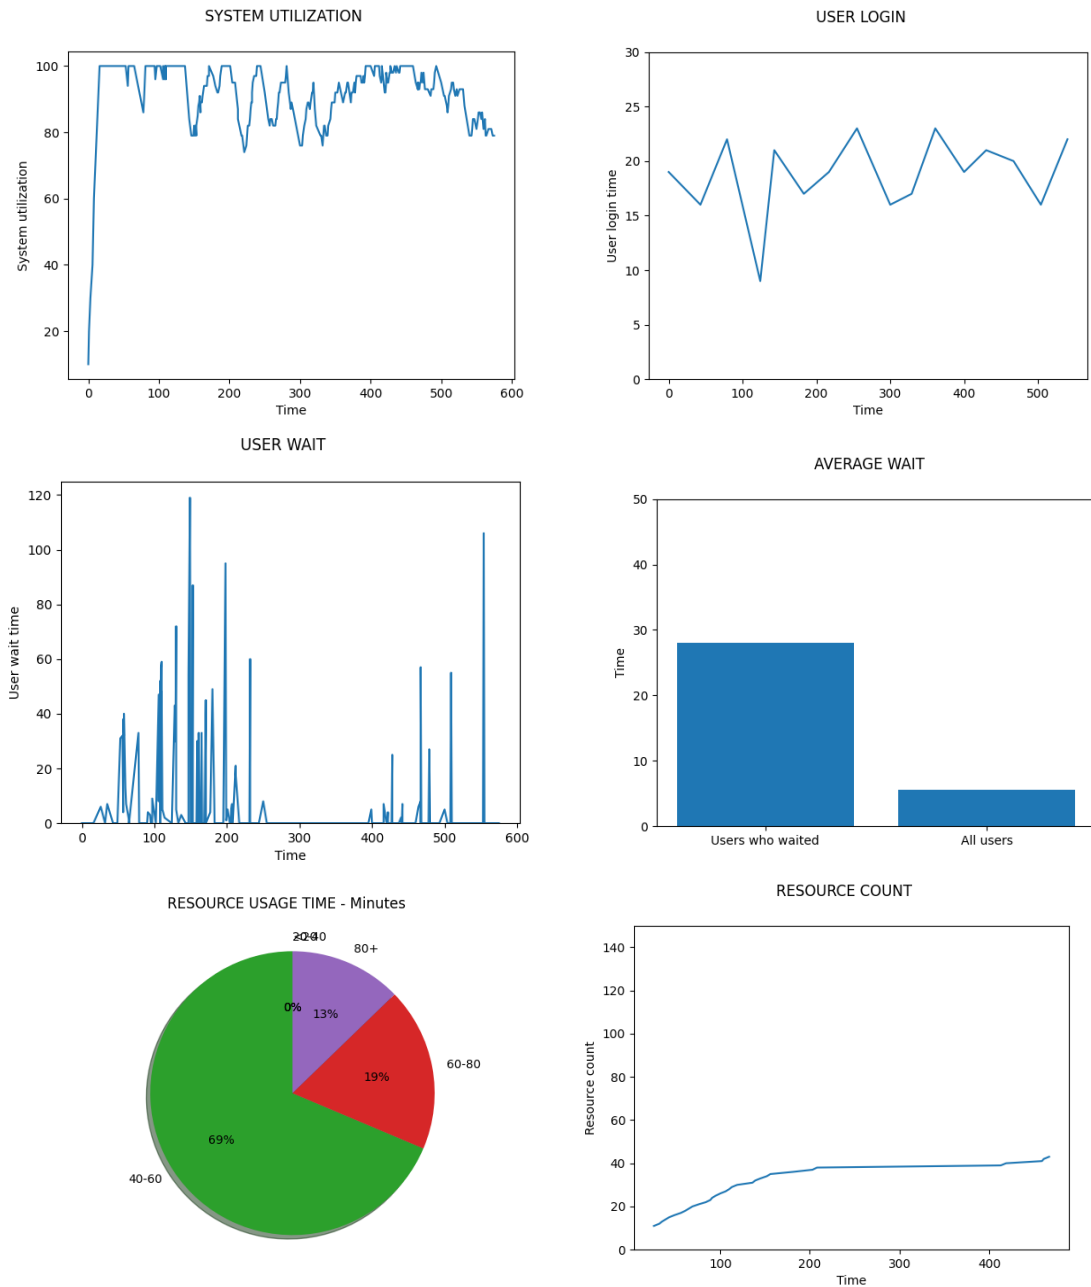 SYSTEM UTILIZATION
100
80
60
40
20
System utilization
0 100 200 300 400 500 600
Time
USER LOGIN
30
25
20
15
10
5
0
User login time
0 100 200 300 400 500
Time
USER WAIT
120
100
80
60
40
20
0
User wait time
0 100 200 300 400 500 600
Time
AVERAGE WAIT
50
40
30
20
10
0
Time
Users who waited All users
RESOURCE USAGE TIME - Minutes
80+
0%
13%
60-80
19%
69%
40-60
RESOURCE COUNT
140
120
100
80
60
40
20
0
Resource count
100 200 300 400
Time